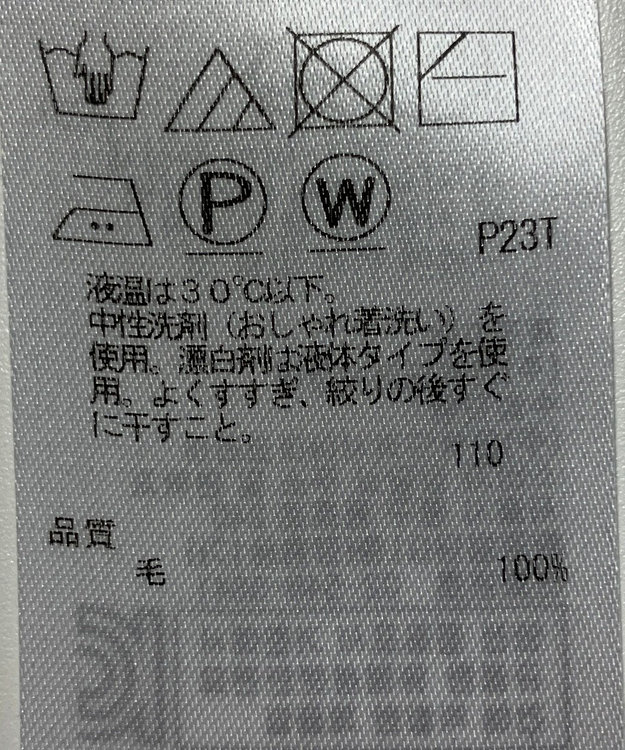 P W
P23T
液温は30℃以下。
中性洗剤（おしゃれ着洗い）を
使用。漂白剤は液体タイプを使
用。よくすすぎ、絞りの後すぐ
に干すこと。
110
品質
毛 100%